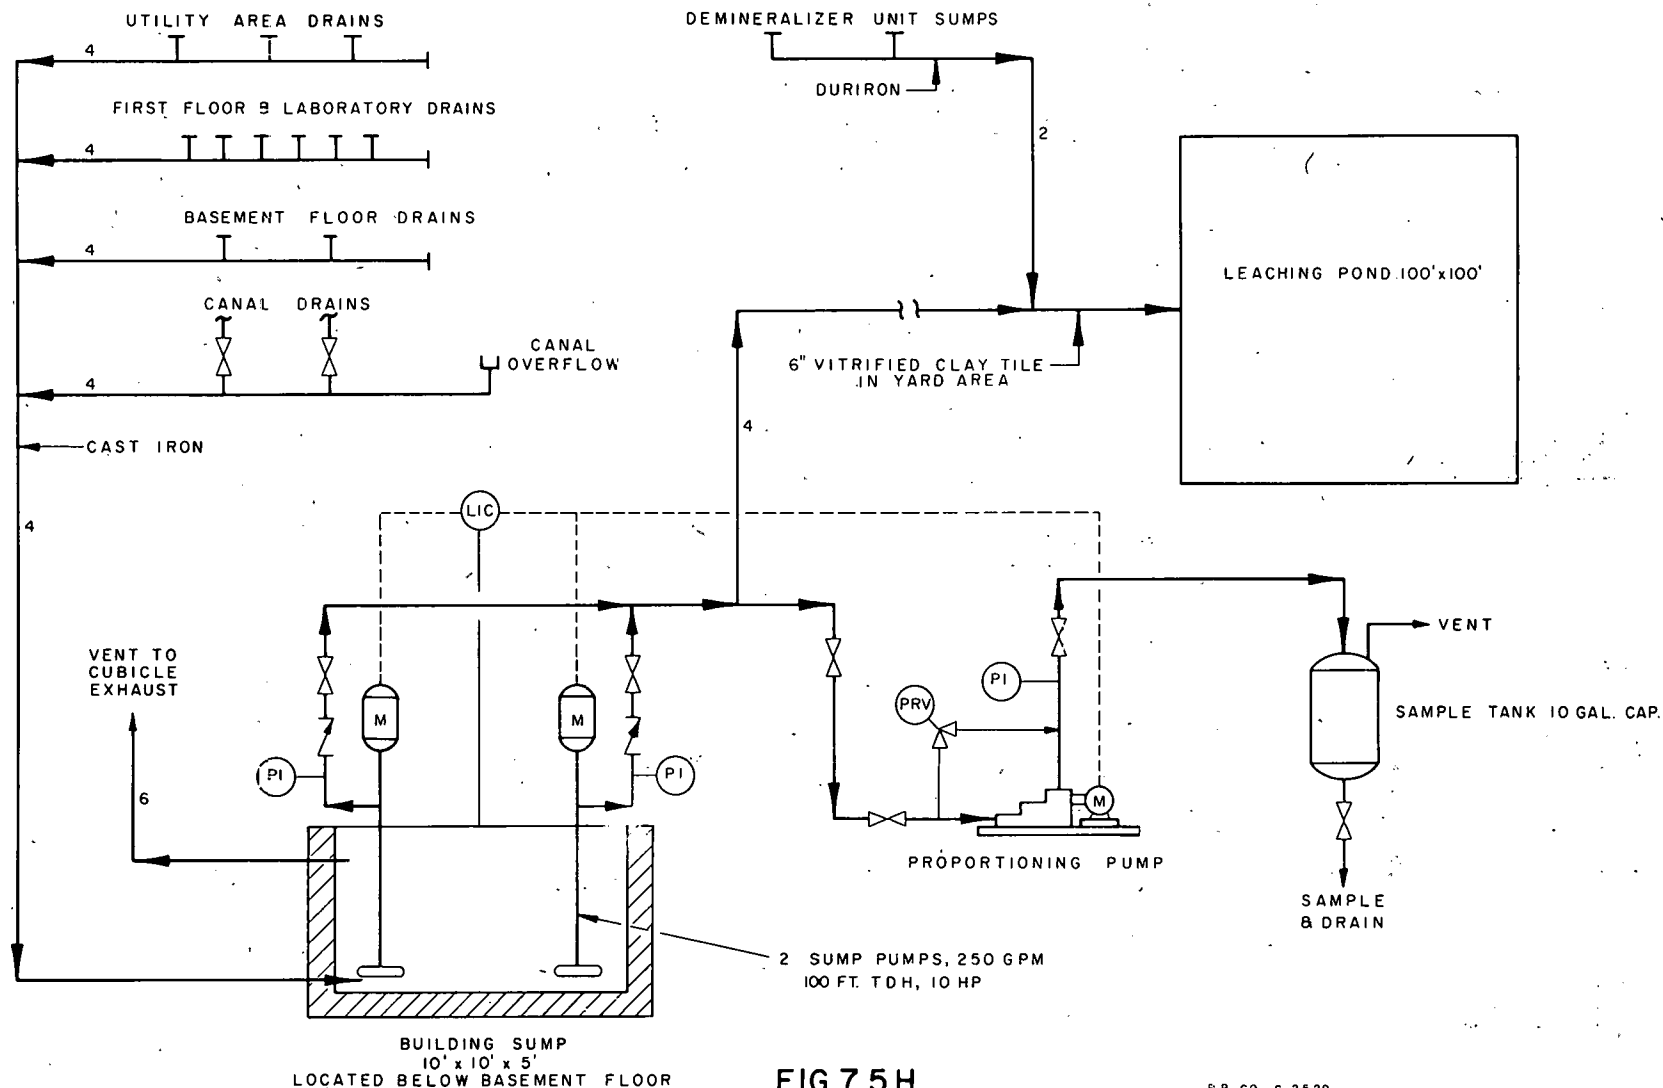 UTILITY AREA DRAINS
4
FIRST FLOOR & LABORATORY DRAINS
4
BASEMENT FLOOR DRAINS
4
CANAL DRAINS
CANAL
OVERFLOW
4
CAST IRON
4
DEMINERALIZER UNIT SUMPS
DURIRON
2
LEACHING POND 100'x100'
6" VITRIFIED CLAY TILE
IN YARD AREA
4
LIC
VENT TO
CUBICLE
EXHAUST
6
M
M
PI
PI
PI
PRV
M
PROPORTIONING PUMP
VENT
SAMPLE TANK 10 GAL. CAP.
SAMPLE
& DRAIN
2 SUMP PUMPS, 250 GPM
100 FT. TDH, 10 HP
BUILDING SUMP
10' x 10' x 5'
LOCATED BELOW BASEMENT FLOOR
FIG 7.5H